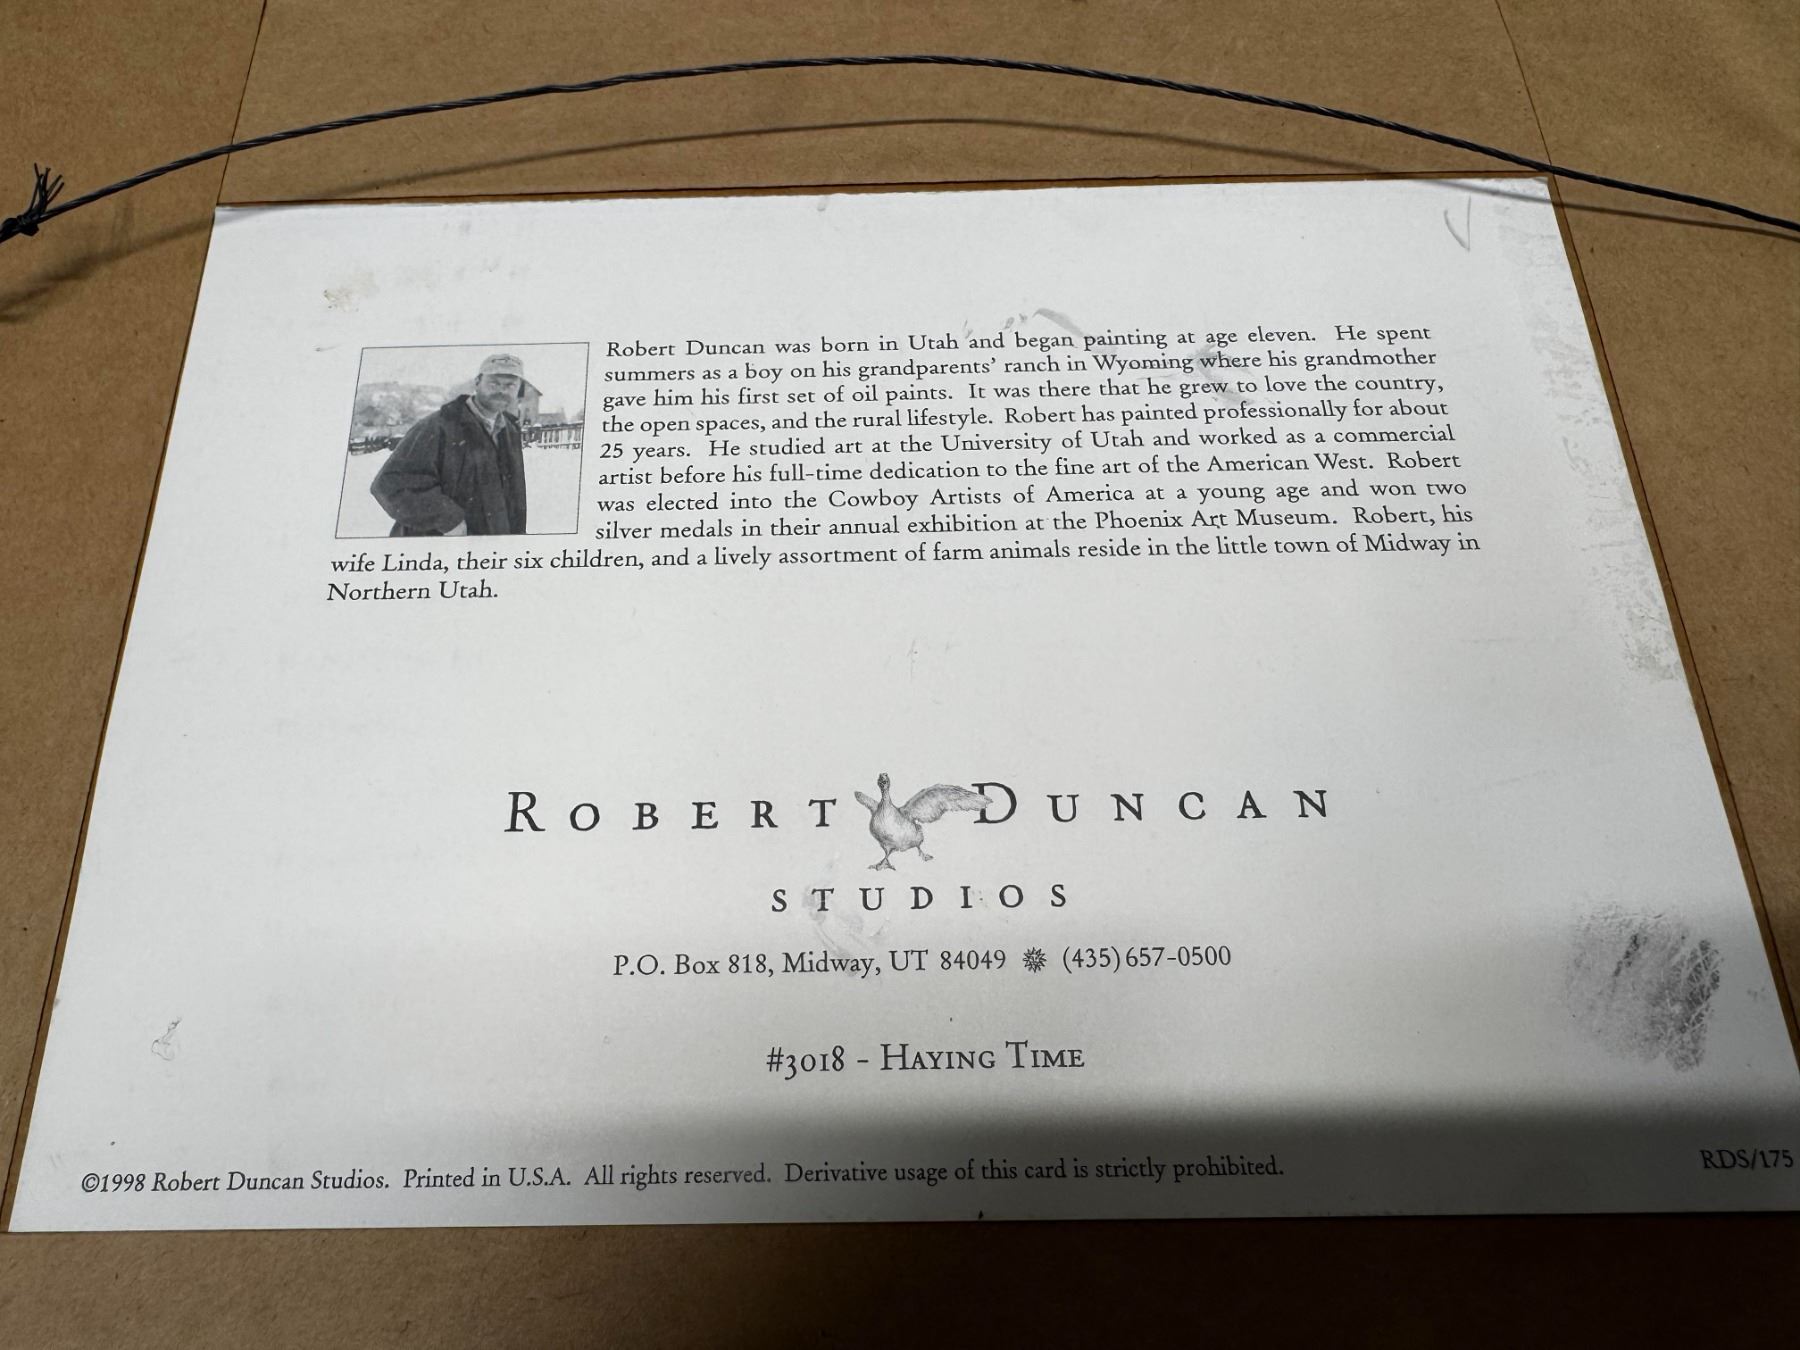 Robert Duncan was born in Utah and began painting at age eleven. He spent
summers as a boy on his grandparents' ranch in Wyoming where his grandmother
gave him his first set of oil paints. It was there that he grew to love the country,
the open spaces, and the rural lifestyle. Robert has painted professionally for about
25 years. He studied art at the University of Utah and worked as a commercial
artist before his full-time dedication to the fine art of the American West. Robert
was elected into the Cowboy Artists of America at a young age and won two
silver medals in their annual exhibition at the Phoenix Art Museum. Robert, his
wife Linda, their six children, and a lively assortment of farm animals reside in the little town of Midway in
Northern Utah.
ROBERT DUNCAN
STUDIOS
P.O. Box 818, Midway, UT 84049 ✵ (435)657-0500
#3018 - HAYING TIME
©1998 Robert Duncan Studios. Printed in U.S.A. All rights reserved. Derivative usage of this card is strictly prohibited.
RDS/175